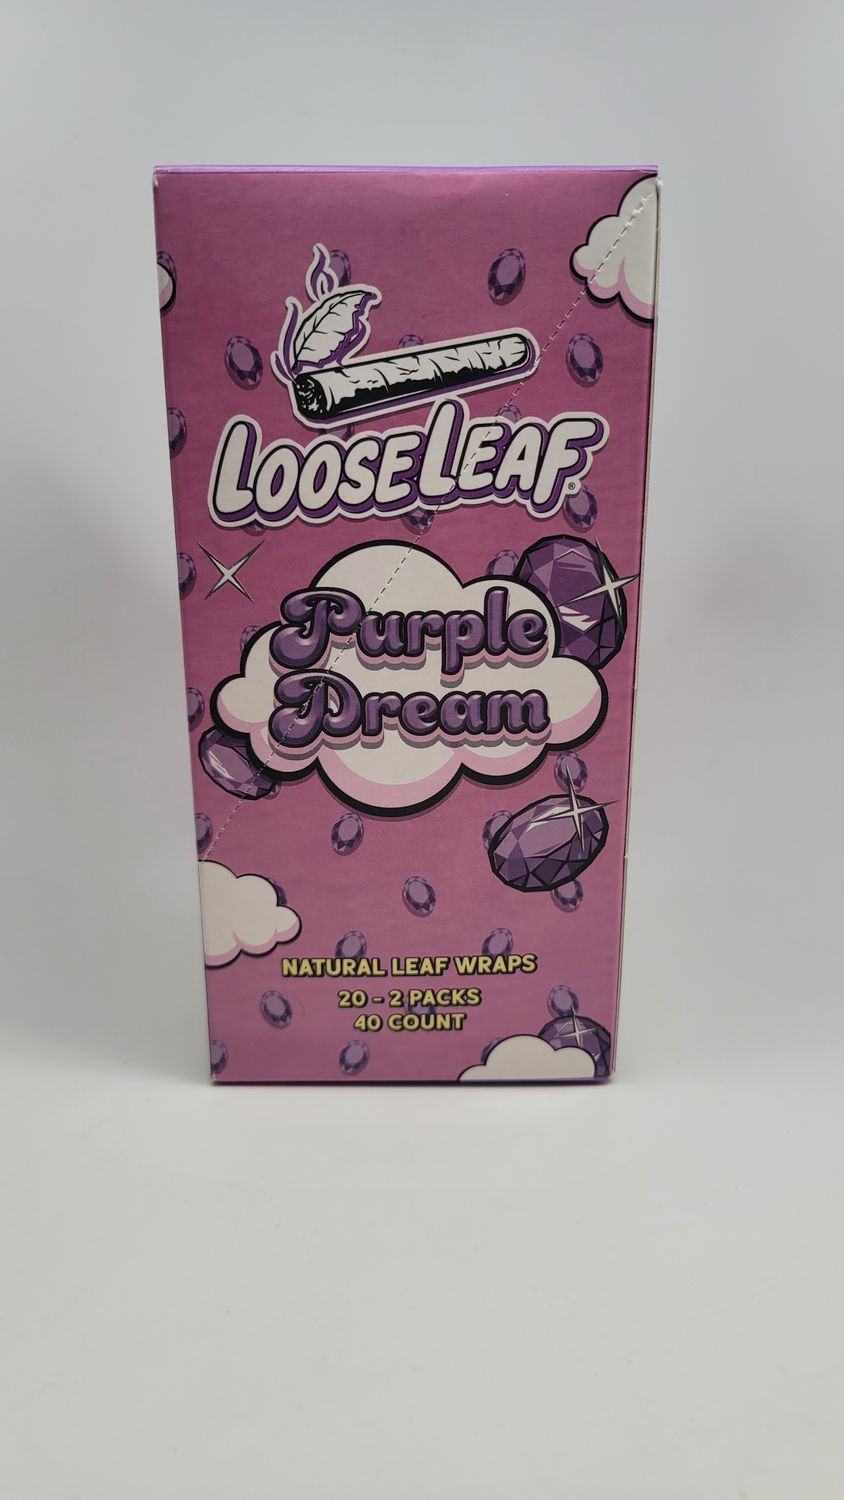 LOOSELEAF®
Purple
Dream
NATURAL LEAF WRAPS
20 - 2 PACKS
40 COUNT